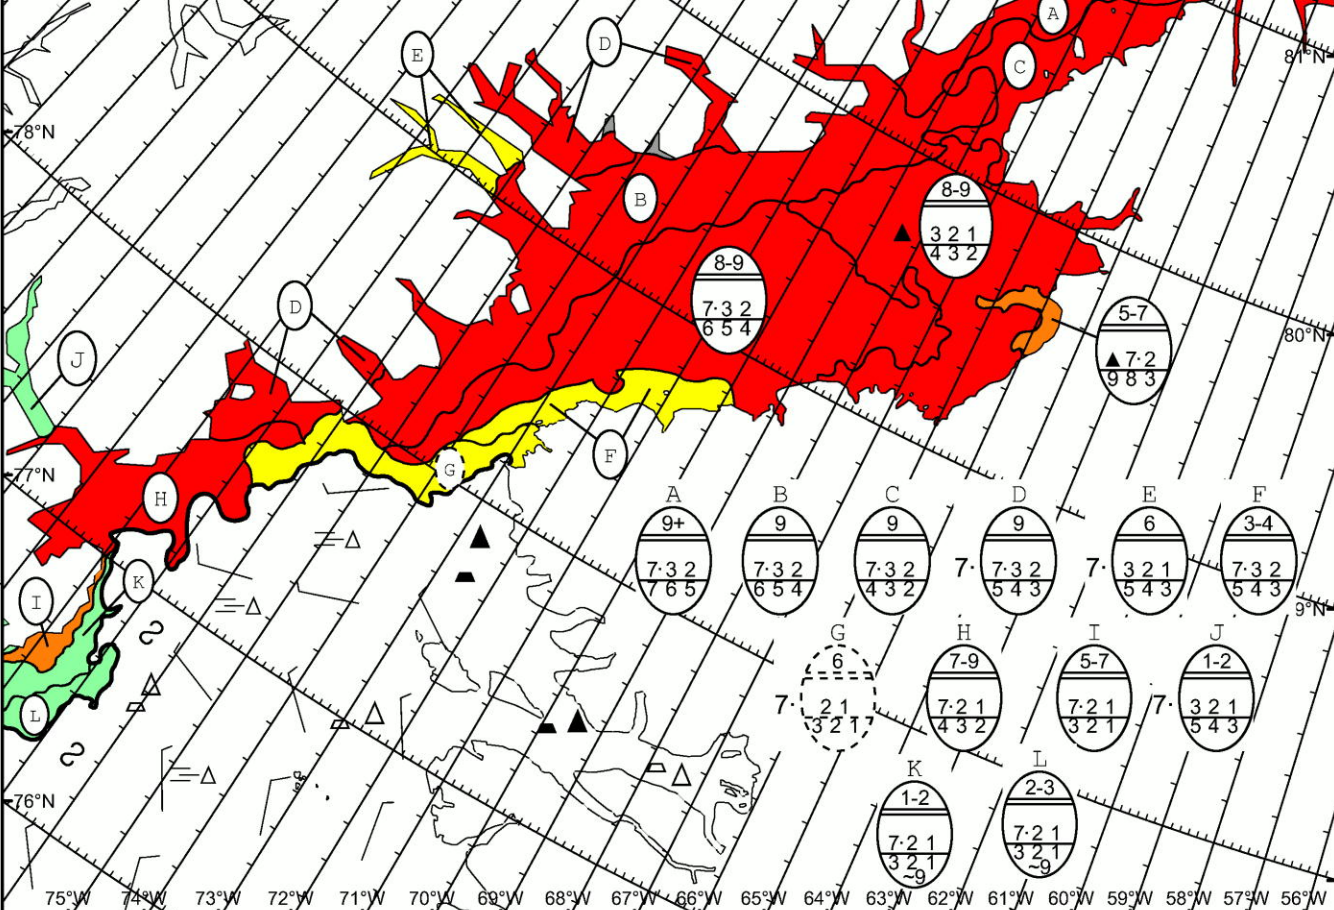 A
E
D
C
81°N
78°N
8-9
B
3 2 1
4 3 2
8-9
7· 3 2
6 5 4
D
5-7
7· 2
9 8 3
80°N
J
F
G
77°N
H
A B C D E F
9+ 9 9 9 6 3-4
7· 3 2 7· 3 2 7· 3 2 7· 7· 3 2 7· 3 2 1 7· 3 2
7 6 5 6 5 4 4 3 2 5 4 3 5 4 3 5 4 3
K
I
9°N
G H I J
6 7-9 5-7 1-2
7· 2 1 7· 2 1 7· 2 1 7· 3 2 1
3 2 1 4 3 2 3 2 1 5 4 3
L
K L
1-2 2-3
7· 2 1 7· 2 1
3 2 1 3 2 1
~9 ~9
76°N
75°W 74°W 73°W 72°W 71°W 70°W 69°W 68°W 67°W 66°W 65°W 64°W 63°W 62°W 61°W 60°W 59°W 58°W 57°W 56°W